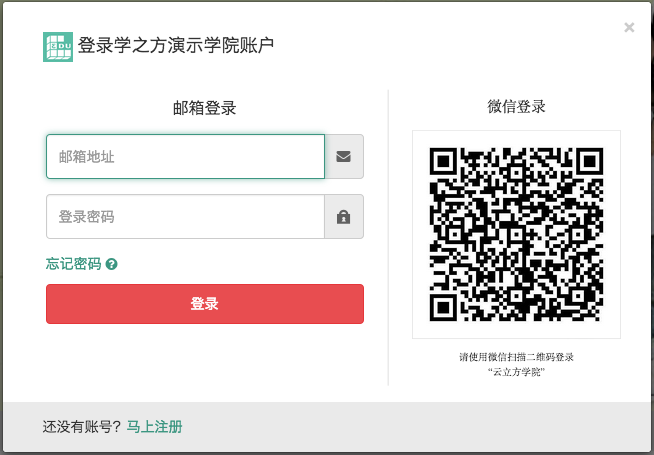 登录学之方演示学院账户
×
邮箱登录
邮箱地址
登录密码
忘记密码 ?
登录
微信登录
请使用微信扫描二维码登录
“云立方学院”
还没有账号? 马上注册